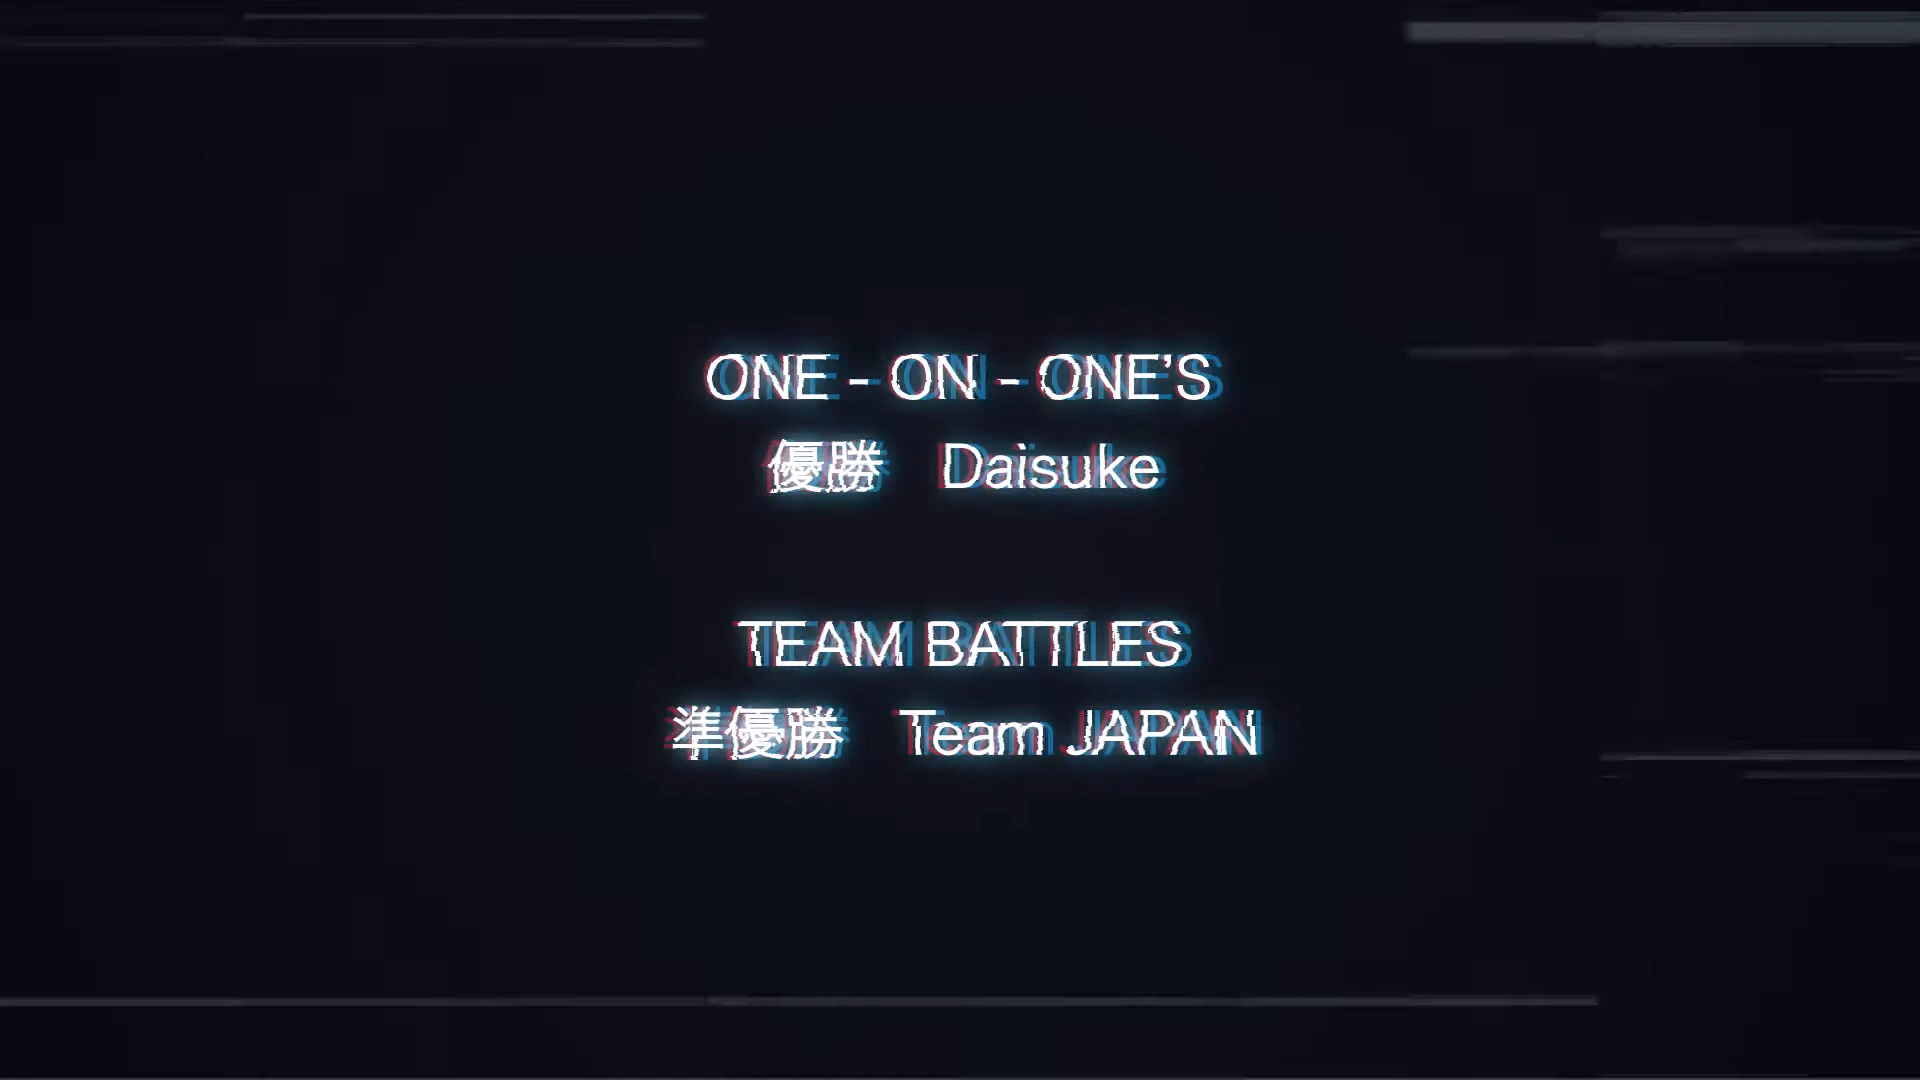 ONE - ON - ONE’S
優勝　Daisuke
TEAM BATTLES
準優勝　Team JAPAN